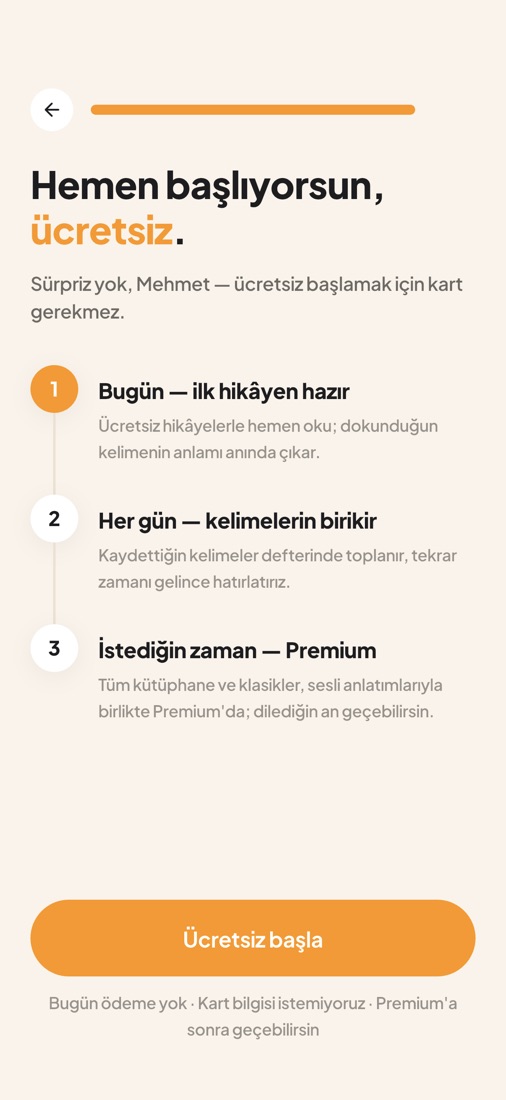 Hemen başlıyorsun,
ücretsiz.
Sürpriz yok, Mehmet — ücretsiz başlamak için kart
gerekmez.
1
Bugün — ilk hikâyen hazır
Ücretsiz hikâyelerle hemen oku; dokunduğun
kelimenin anlamı anında çıkar.
2
Her gün — kelimelerin birikir
Kaydettiğin kelimeler defterinde toplanır, tekrar
zamanı gelince hatırlatırız.
3
İstediğin zaman — Premium
Tüm kütüphane ve klasikler, sesli anlatımlarıyla
birlikte Premium'da; dilediğin an geçebilirsin.
Ücretsiz başla
Bugün ödeme yok · Kart bilgisi istemiyoruz · Premium'a
sonra geçebilirsin